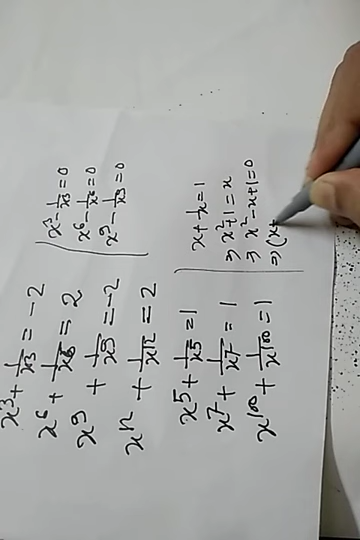 x³ + 1/x³ = -2
x⁶ + 1/x⁶ = 2
x⁹ + 1/x⁹ = -2
x¹² + 1/x¹² = 2
x³ - 1/x³ = 0
x⁶ - 1/x⁶ = 0
x⁹ - 1/x⁹ = 0
x⁵ + 1/x⁵ = 1
x⁷ + 1/x⁷ = 1
x¹⁰⁰ + 1/x¹⁰⁰ = 1
x + 1/x = 1
⇒ x² + 1 = x
⇒ x² - x + 1 = 0
⇒ (x +